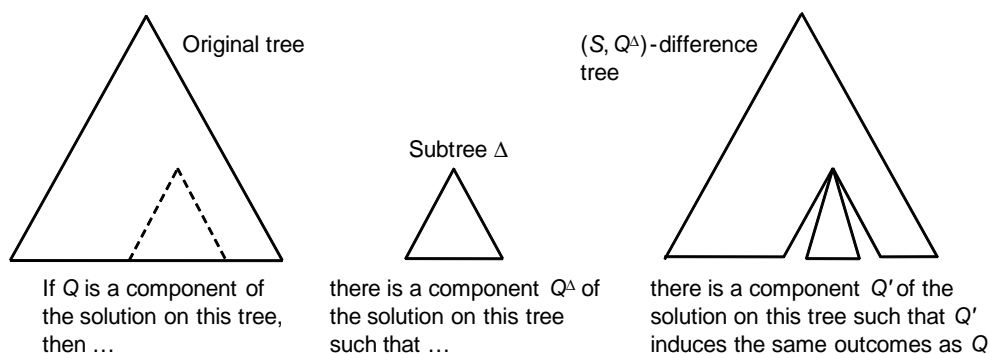 Original tree
(S, Q^Δ)-difference
tree
Subtree Δ
If Q is a component of
the solution on this tree,
then …
there is a component Q^Δ of
the solution on this tree
such that …
there is a component Q' of the
solution on this tree such that Q'
induces the same outcomes as Q